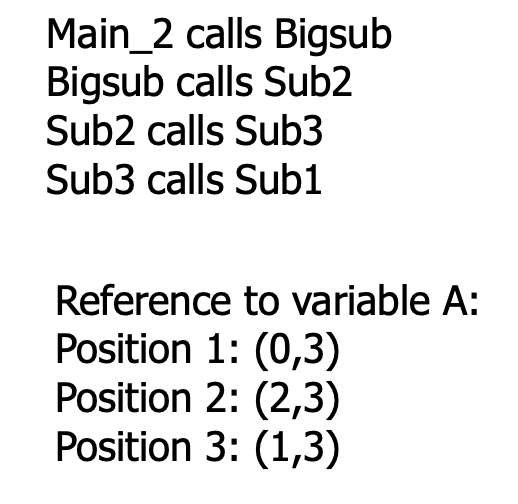 Main_2 calls Bigsub
Bigsub calls Sub2
Sub2 calls Sub3
Sub3 calls Sub1
Reference to variable A:
Position 1: (0,3)
Position 2: (2,3)
Position 3: (1,3)